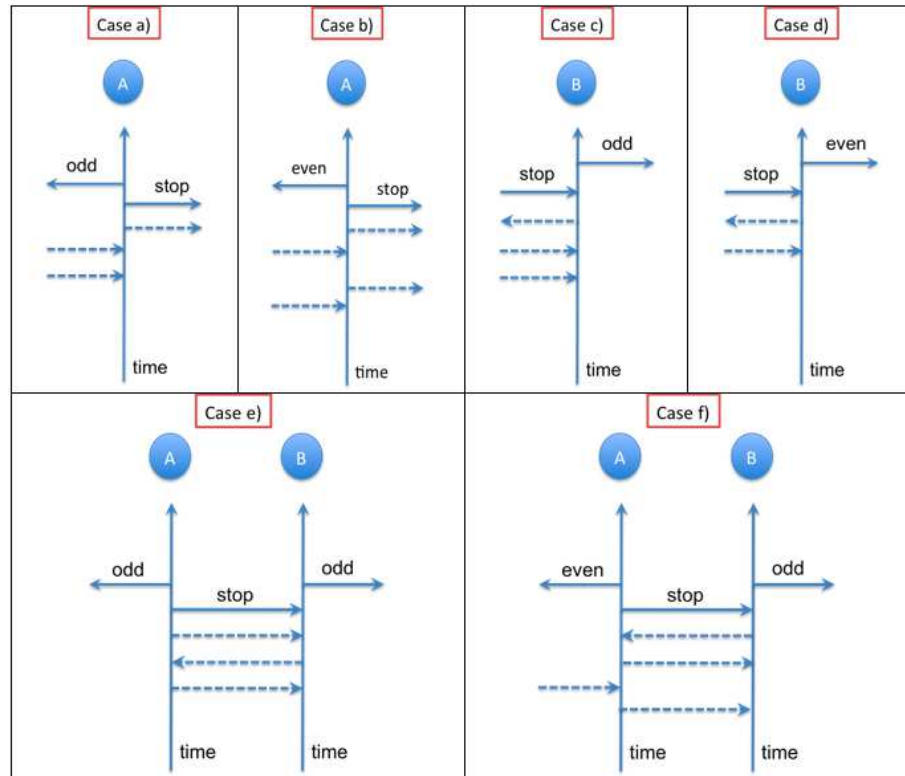 Case a)
A
odd
stop
time
Case b)
A
even
stop
time
Case c)
B
odd
stop
time
Case d)
B
even
stop
time
Case e)
A B
odd odd
stop
time time
Case f)
A B
even odd
stop
time time